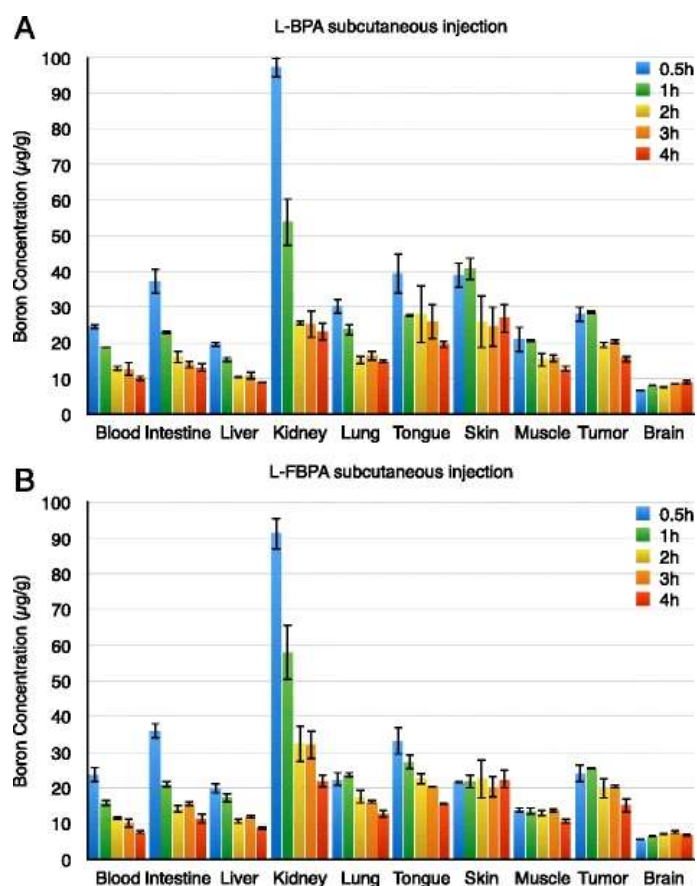 A
L-BPA subcutaneous injection
Boron Concentration (µg/g)
100
90
80
70
60
50
40
30
20
10
0
0.5h
1h
2h
3h
4h
Blood Intestine Liver Kidney Lung Tongue Skin Muscle Tumor Brain
B
L-FBPA subcutaneous injection
Boron Concentration (µg/g)
100
90
80
70
60
50
40
30
20
10
0
0.5h
1h
2h
3h
4h
Blood Intestine Liver Kidney Lung Tongue Skin Muscle Tumor Brain